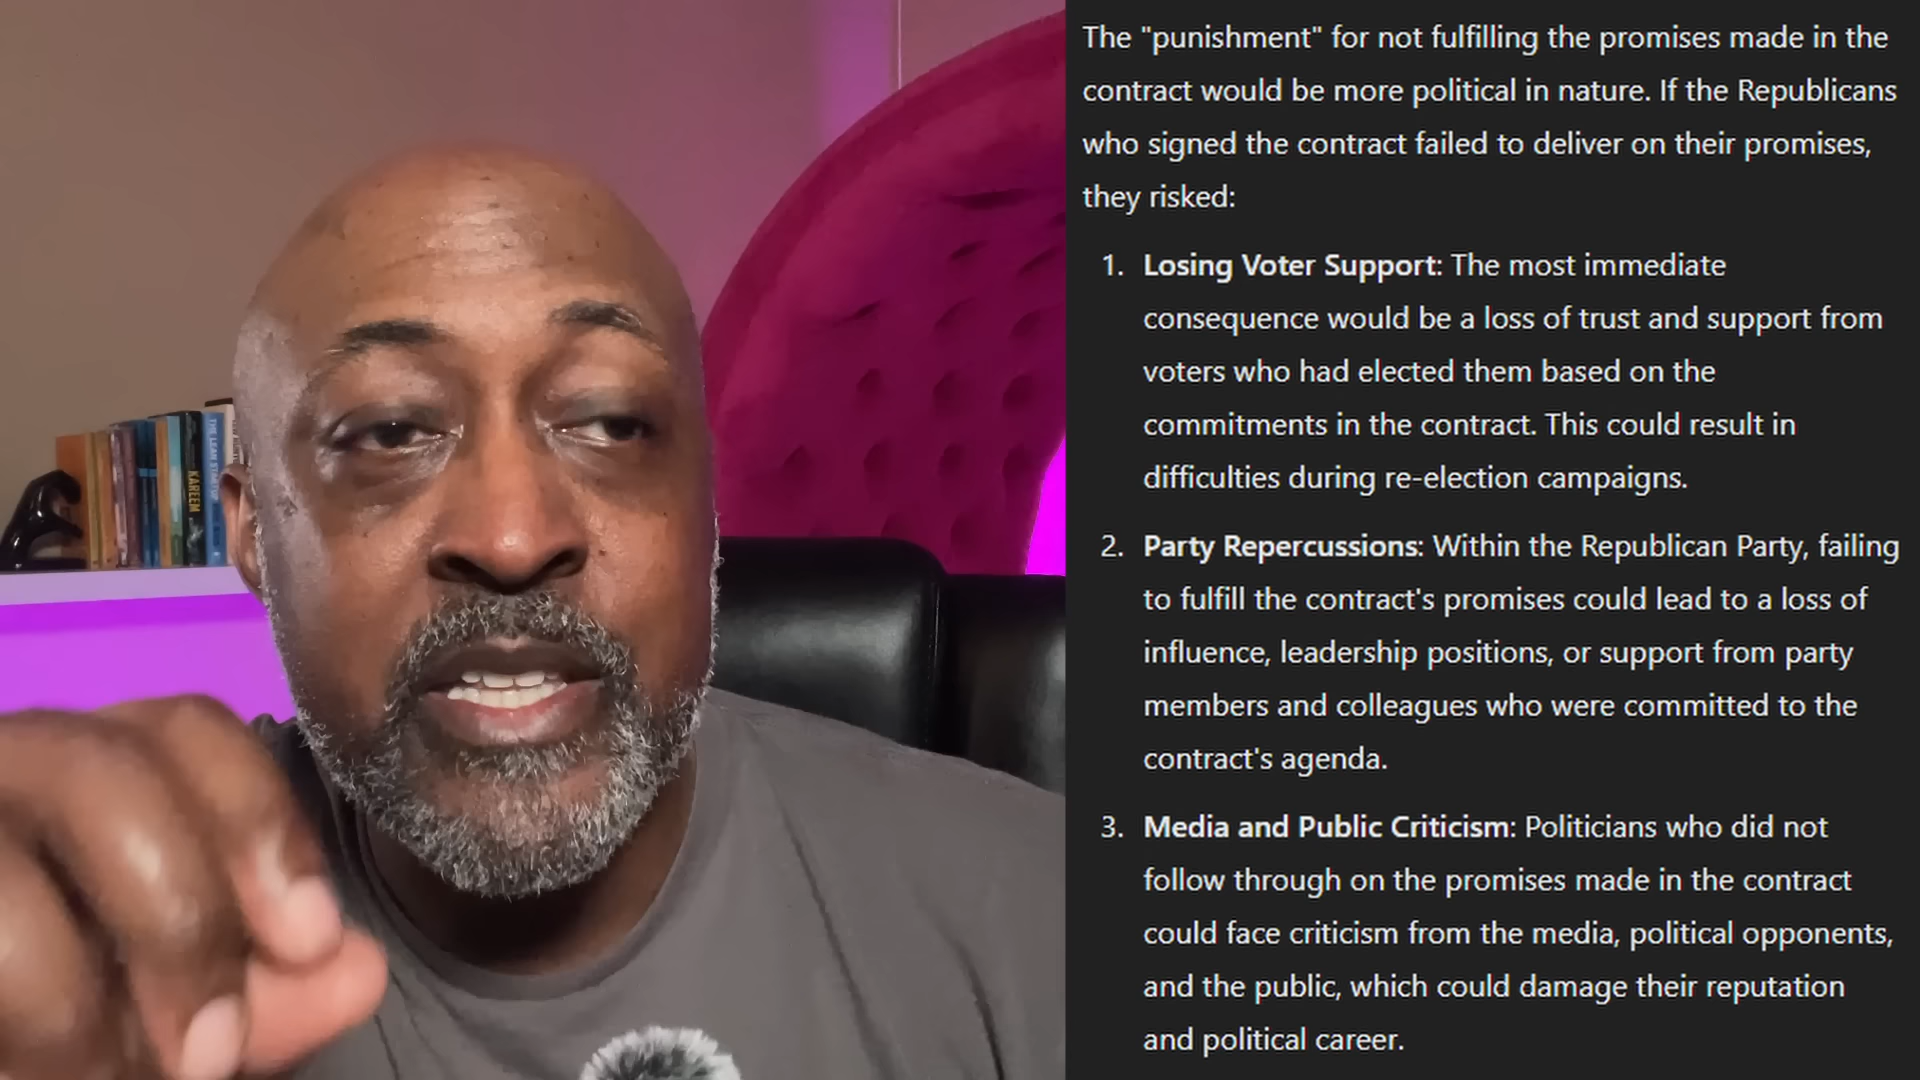 The "punishment" for not fulfilling the promises made in the
contract would be more political in nature. If the Republicans
who signed the contract failed to deliver on their promises,
they risked:
1. Losing Voter Support: The most immediate
consequence would be a loss of trust and support from
voters who had elected them based on the
commitments in the contract. This could result in
difficulties during re-election campaigns.
2. Party Repercussions: Within the Republican Party, failing
to fulfill the contract's promises could lead to a loss of
influence, leadership positions, or support from party
members and colleagues who were committed to the
contract's agenda.
3. Media and Public Criticism: Politicians who did not
follow through on the promises made in the contract
could face criticism from the media, political opponents,
and the public, which could damage their reputation
and political career.
THE LEAN STARTUP
KAREEM